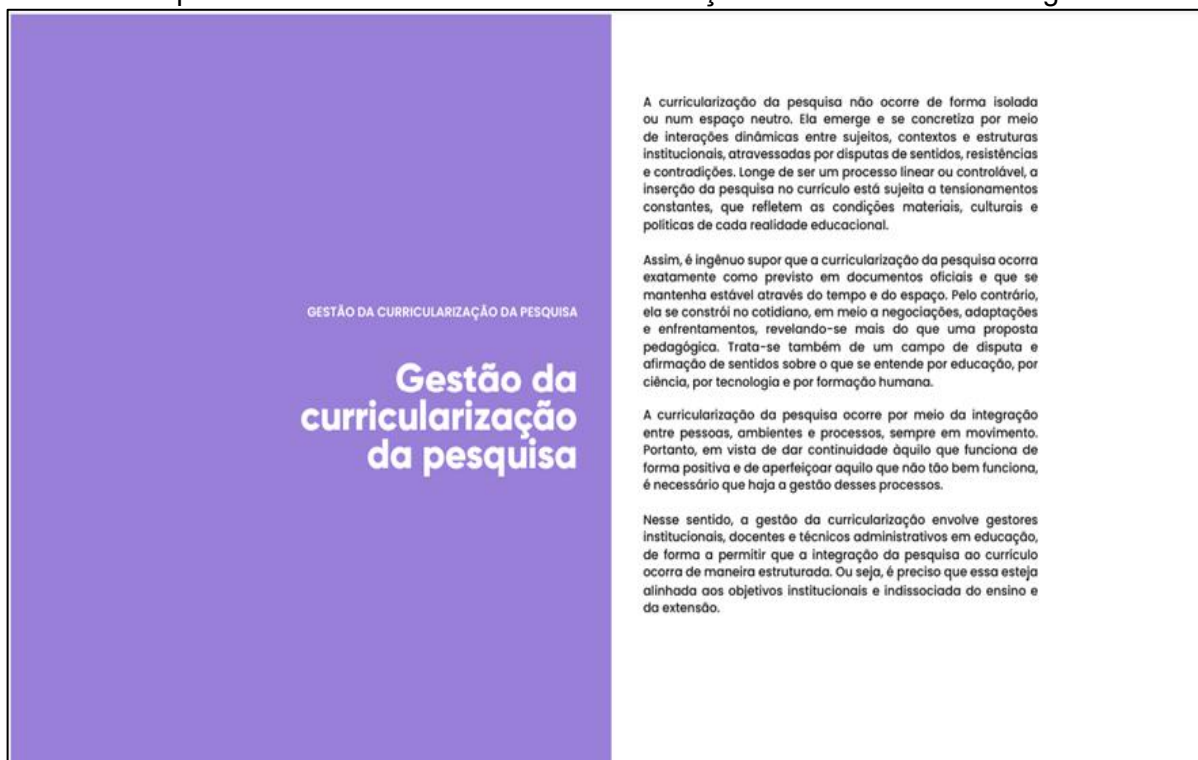 GESTÃO DA CURRICULARIZAÇÃO DA PESQUISA
Gestão da
curricularização
da pesquisa
A curricularização da pesquisa não ocorre de forma isolada
ou num espaço neutro. Ela emerge e se concretiza por meio
de interações dinâmicas entre sujeitos, contextos e estruturas
institucionais, atravessadas por disputas de sentidos, resistências
e contradições. Longe de ser um processo linear ou controlável, a
inserção da pesquisa no currículo está sujeita a tensionamentos
constantes, que refletem as condições materiais, culturais e
políticas de cada realidade educacional.
Assim, é ingênuo supor que a curricularização da pesquisa ocorra
exatamente como previsto em documentos oficiais e que se
mantenha estável através do tempo e do espaço. Pelo contrário,
ela se constrói no cotidiano, em meio a negociações, adaptações
e enfrentamentos, revelando-se mais do que uma proposta
pedagógica. Trata-se também de um campo de disputa e
afirmação de sentidos sobre o que se entende por educação, por
ciência, por tecnologia e por formação humana.
A curricularização da pesquisa ocorre por meio da integração
entre pessoas, ambientes e processos, sempre em movimento.
Portanto, em vista de dar continuidade àquilo que funciona de
forma positiva e de aperfeiçoar aquilo que não tão bem funciona,
é necessário que haja a gestão desses processos.
Nesse sentido, a gestão da curricularização envolve gestores
institucionais, docentes e técnicos administrativos em educação,
de forma a permitir que a integração da pesquisa ao currículo
ocorra de maneira estruturada. Ou seja, é preciso que essa esteja
alinhada aos objetivos institucionais e indissociada do ensino e
da extensão.